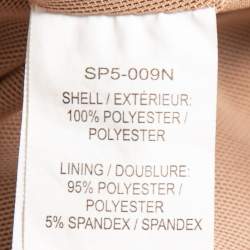 SP5-009N
SHELL / EXTÉRIEUR:
100% POLYESTER /
POLYESTER
LINING / DOUBLURE:
95% POLYESTER /
POLYESTER
5% SPANDEX / SPANDEX